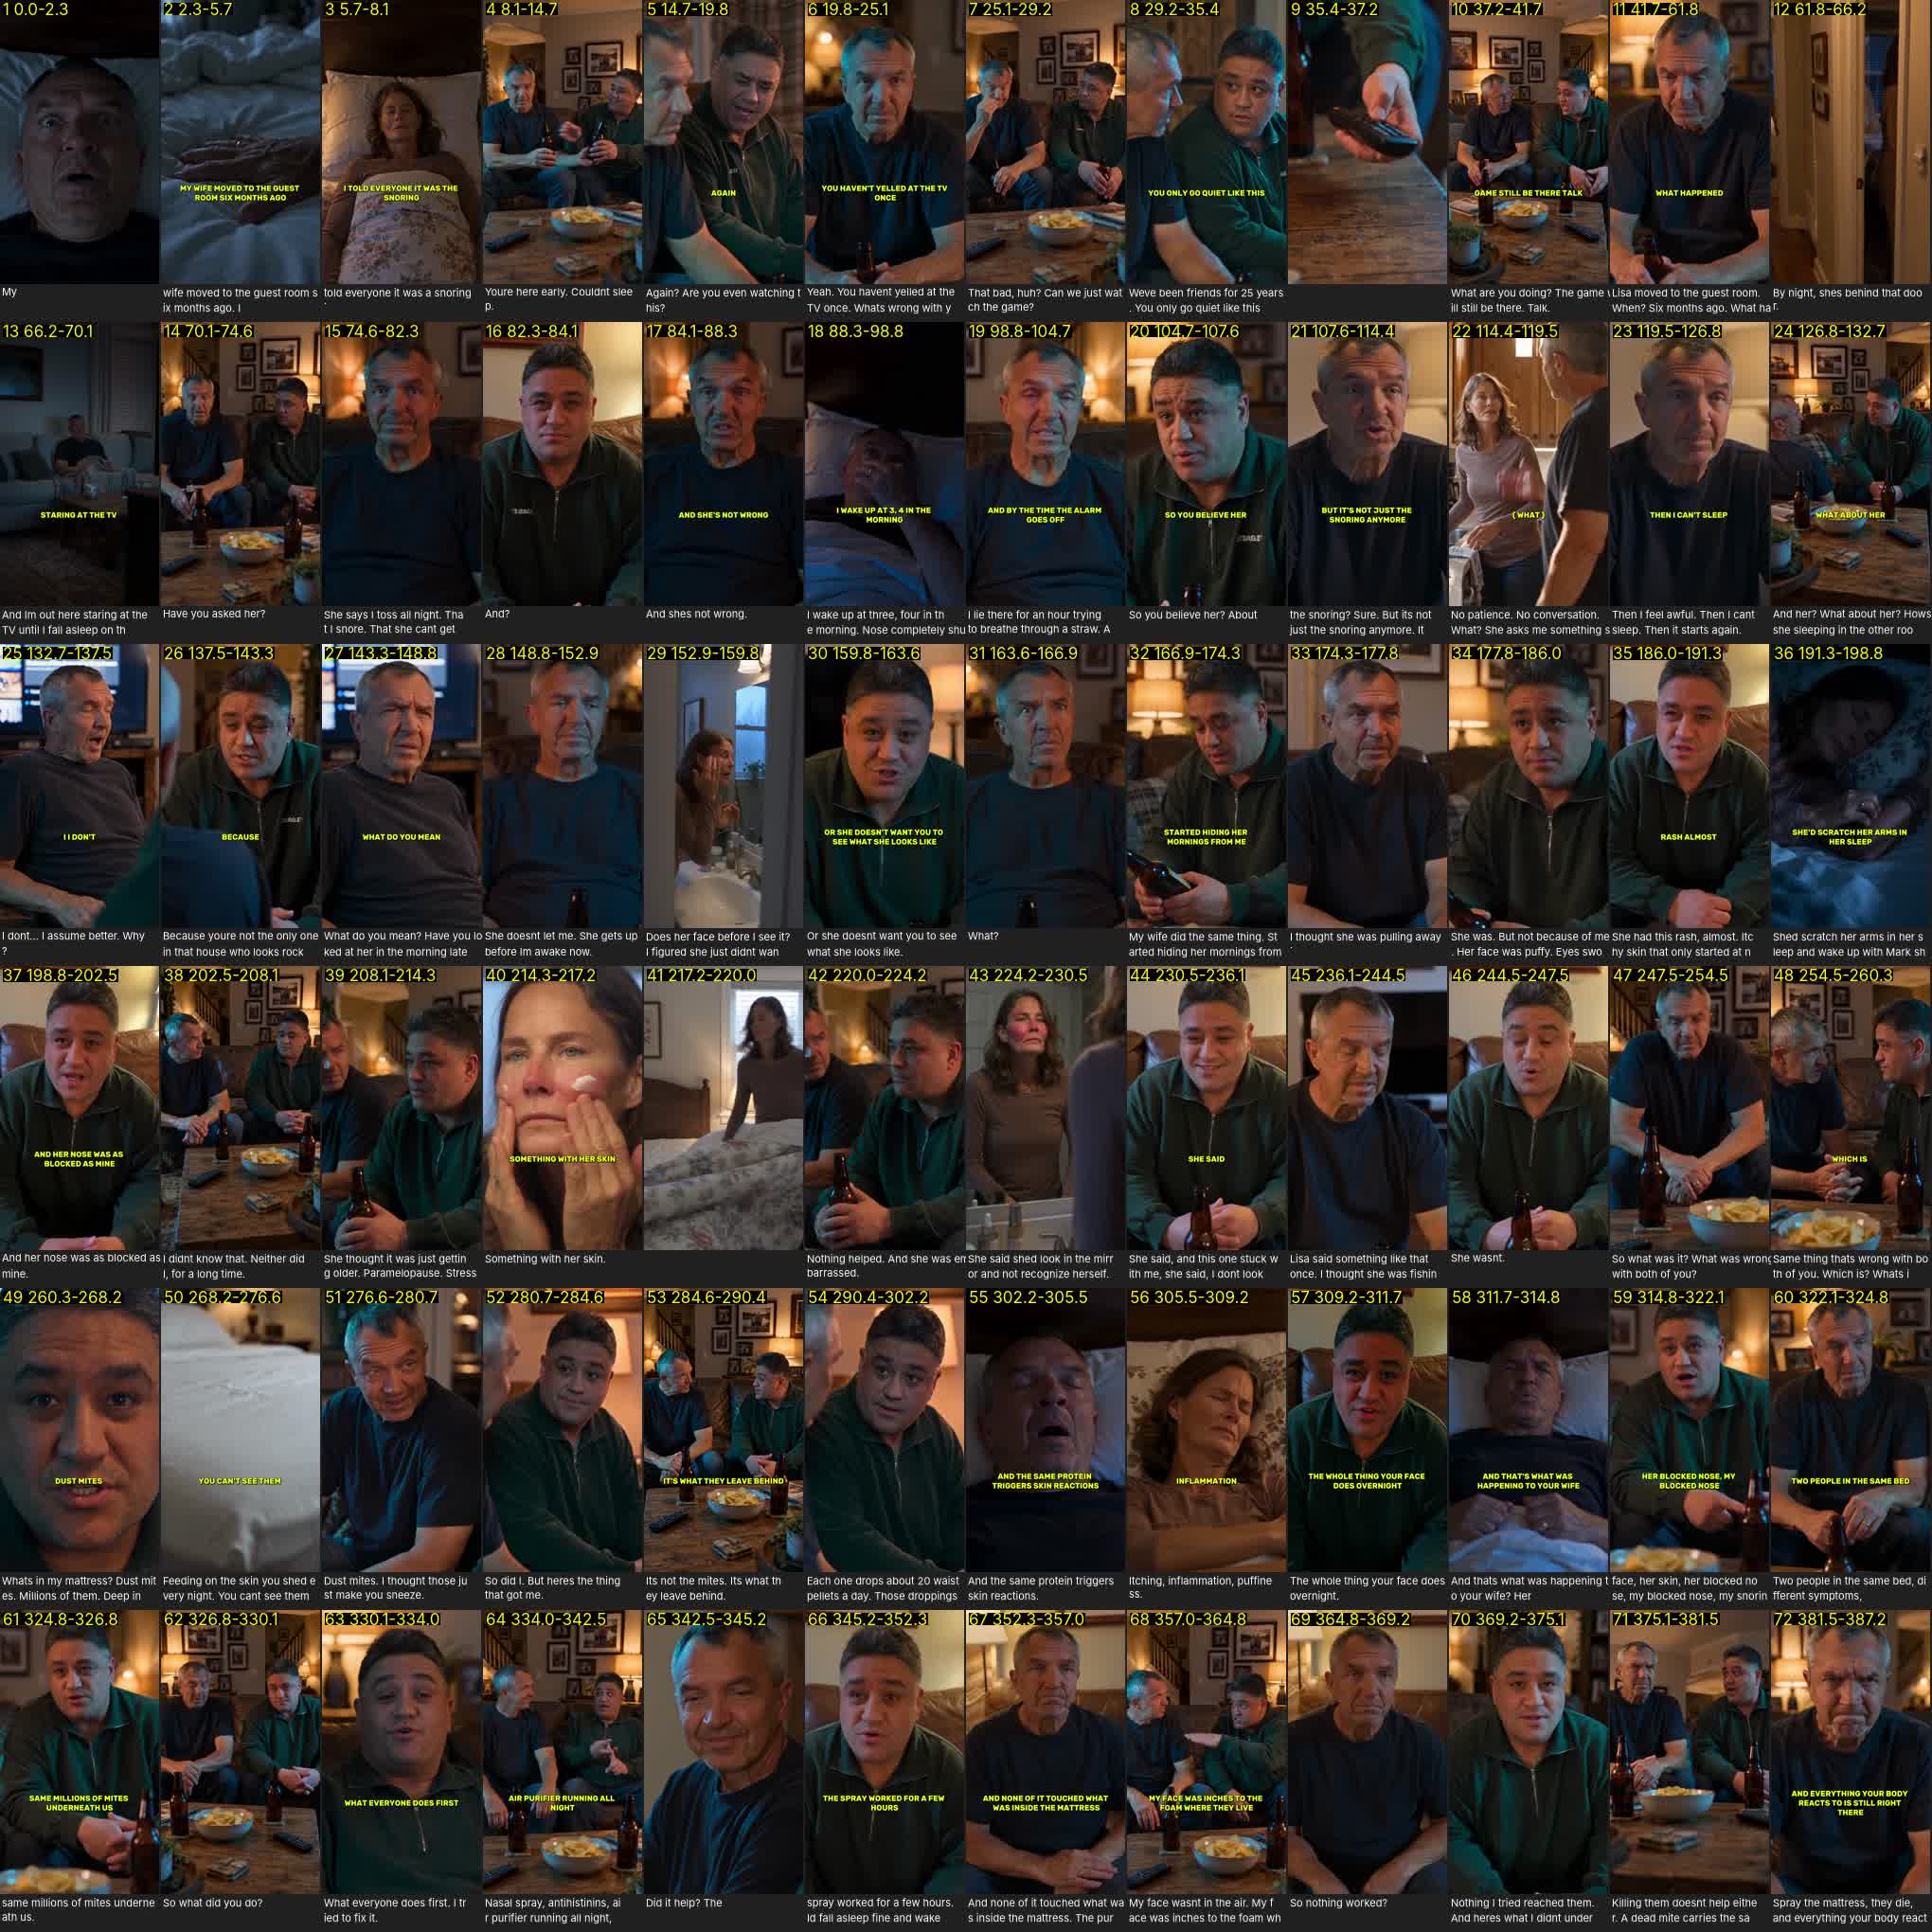 1 0.0-2.3
My
2 2.3-5.7
MY WIFE MOVED TO THE GUEST
ROOM SIX MONTHS AGO
wife moved to the guest room s
ix months ago. I
3 5.7-8.1
I TOLD EVERYONE IT WAS THE
SNORING
told everyone it was a snoring
.
4 8.1-14.7
Youre here early. Couldnt slee
p.
5 14.7-19.8
AGAIN
Again? Are you even watching t
his?
6 19.8-25.1
YOU HAVEN'T YELLED AT THE TV
ONCE
Yeah. You havent yelled at the
TV once. Whats wrong with y
7 25.1-29.2
That bad, huh? Can we just wat
ch the game?
8 29.2-35.4
YOU ONLY GO QUIET LIKE THIS
Weve been friends for 25 years
. You only go quiet like this
9 35.4-37.2
10 37.2-41.7
GAME STILL BE THERE TALK
What are you doing? The game w
ill still be there. Talk.
11 41.7-61.8
WHAT HAPPENED
Lisa moved to the guest room.
When? Six months ago. What ha
12 61.8-66.2
By night, shes behind that doo
r.
13 66.2-70.1
STARING AT THE TV
And Im out here staring at the
TV until I fall asleep on th
14 70.1-74.6
Have you asked her?
15 74.6-82.3
She says I toss all night. Tha
t I snore. That she cant get
16 82.3-84.1
And?
17 84.1-88.3
AND SHE'S NOT WRONG
And shes not wrong.
18 88.3-98.8
I WAKE UP AT 3, 4 IN THE
MORNING
I wake up at three, four in th
e morning. Nose completely shu
19 98.8-104.7
AND BY THE TIME THE ALARM
GOES OFF
I lie there for an hour trying
to breathe through a straw. A
20 104.7-107.6
SO YOU BELIEVE HER
So you believe her? About
21 107.6-114.4
BUT IT'S NOT JUST THE
SNORING ANYMORE
the snoring? Sure. But its not
just the snoring anymore. It
22 114.4-119.5
( WHAT )
No patience. No conversation.
What? She asks me something s
23 119.5-126.8
THEN I CAN'T SLEEP
Then I feel awful. Then I cant
sleep. Then it starts again.
24 126.8-132.7
WHAT ABOUT HER
And her? What about her? Hows
she sleeping in the other roo
25 132.7-137.5
I I DON'T
I dont... I assume better. Why
?
26 137.5-143.3
BECAUSE
Because youre not the only one
in that house who looks rock
27 143.3-148.8
WHAT DO YOU MEAN
What do you mean? Have you lo
ked at her in the morning late
28 148.8-152.9
She doesnt let me. She gets up
before Im awake now.
29 152.9-159.8
Does her face before I see it?
I figured she just didnt wan
30 159.8-163.6
OR SHE DOESN'T WANT YOU TO
SEE WHAT SHE LOOKS LIKE
Or she doesnt want you to see
what she looks like.
31 163.6-166.9
What?
32 166.9-174.3
STARTED HIDING HER
MORNINGS FROM ME
My wife did the same thing. St
arted hiding her mornings from
33 174.3-177.8
I thought she was pulling away
.
34 177.8-186.0
She was. But not because of me
. Her face was puffy. Eyes swo
35 186.0-191.3
RASH ALMOST
She had this rash, almost. Itc
hy skin that only started at n
36 191.3-198.8
SHE'D SCRATCH HER ARMS IN
HER SLEEP
Shed scratch her arms in her s
leep and wake up with Mark sh
37 198.8-202.5
AND HER NOSE WAS AS
BLOCKED AS MINE
And her nose was as blocked as
mine.
38 202.5-208.1
I didnt know that. Neither did
I, for a long time.
39 208.1-214.3
She thought it was just gettin
g older. Paramelopause. Stress
40 214.3-217.2
SOMETHING WITH HER SKIN
Something with her skin.
41 217.2-220.0
42 220.0-224.2
Nothing helped. And she was em
barrassed.
43 224.2-230.5
She said shed look in the mirr
or and not recognize herself.
44 230.5-236.1
SHE SAID
She said, and this one stuck w
ith me, she said, I dont look
45 236.1-244.5
Lisa said something like that
once. I thought she was fishin
46 244.5-247.5
She wasnt.
47 247.5-254.5
So what was it? What was wrong
with both of you?
48 254.5-260.3
WHICH IS
Same thing thats wrong with bo
th of you. Which is? Whats i
49 260.3-268.2
DUST MITES
Whats in my mattress? Dust mit
es. Millions of them. Deep in
50 268.2-276.6
YOU CAN'T SEE THEM
Feeding on the skin you shed e
very night. You cant see them
51 276.6-280.7
Dust mites. I thought those ju
st make you sneeze.
52 280.7-284.6
So did I. But heres the thing
that got me.
53 284.6-290.4
IT'S WHAT THEY LEAVE BEHIND
Its not the mites. Its what th
ey leave behind.
54 290.4-302.2
Each one drops about 20 waist
pellets a day. Those droppings
55 302.2-305.5
AND THE SAME PROTEIN
TRIGGERS SKIN REACTIONS
And the same protein triggers
skin reactions.
56 305.5-309.2
INFLAMMATION
Itching, inflammation, puffine
ss.
57 309.2-311.7
THE WHOLE THING YOUR FACE
DOES OVERNIGHT
The whole thing your face does
overnight.
58 311.7-314.8
AND THAT'S WHAT WAS
HAPPENING TO YOUR WIFE
And thats what was happening t
o your wife? Her
59 314.8-322.1
HER BLOCKED NOSE, MY
BLOCKED NOSE
face, her skin, her blocked no
se, my blocked nose, my snorin
60 322.1-324.8
TWO PEOPLE IN THE SAME BED
Two people in the same bed, di
fferent symptoms,
61 324.8-326.8
SAME MILLIONS OF MITES
UNDERNEATH US
same millions of mites underne
ath us.
62 326.8-330.1
So what did you do?
63 330.1-334.0
WHAT EVERYONE DOES FIRST
What everyone does first. I tr
ied to fix it.
64 334.0-342.5
AIR PURIFIER RUNNING ALL
NIGHT
Nasal spray, antihistinins, ai
r purifier running all night,
65 342.5-345.2
Did it help? The
66 345.2-352.3
THE SPRAY WORKED FOR A FEW
HOURS
spray worked for a few hours.
Id fall asleep fine and wake
67 352.3-357.0
AND NONE OF IT TOUCHED WHAT
WAS INSIDE THE MATTRESS
And none of it touched what wa
s inside the mattress. The pur
68 357.0-364.8
MY FACE WAS INCHES TO THE
FOAM WHERE THEY LIVE
My face wasnt in the air. My f
ace was inches to the foam wh
69 364.8-369.2
So nothing worked?
70 369.2-375.1
Nothing I tried reached them.
And heres what I didnt under
71 375.1-381.5
Killing them doesnt help eithe
r. A dead mite carries the sa
72 381.5-387.2
AND EVERYTHING YOUR BODY
REACTS TO IS STILL RIGHT
THERE
Spray the mattress, they die,
and everything your body react